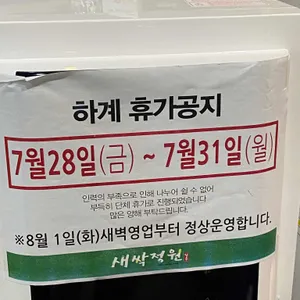 하계 휴가공지
7월28일(금) ~ 7월31일(월)
인력의 부족으로 인해 나누어 쉴 수 없어
부득히 단체 휴가로 진행되었습니다
많은 양해 부탁드립니다.
※8월 1일(화)새벽영업부터 정상운영합니다.
새싹정원